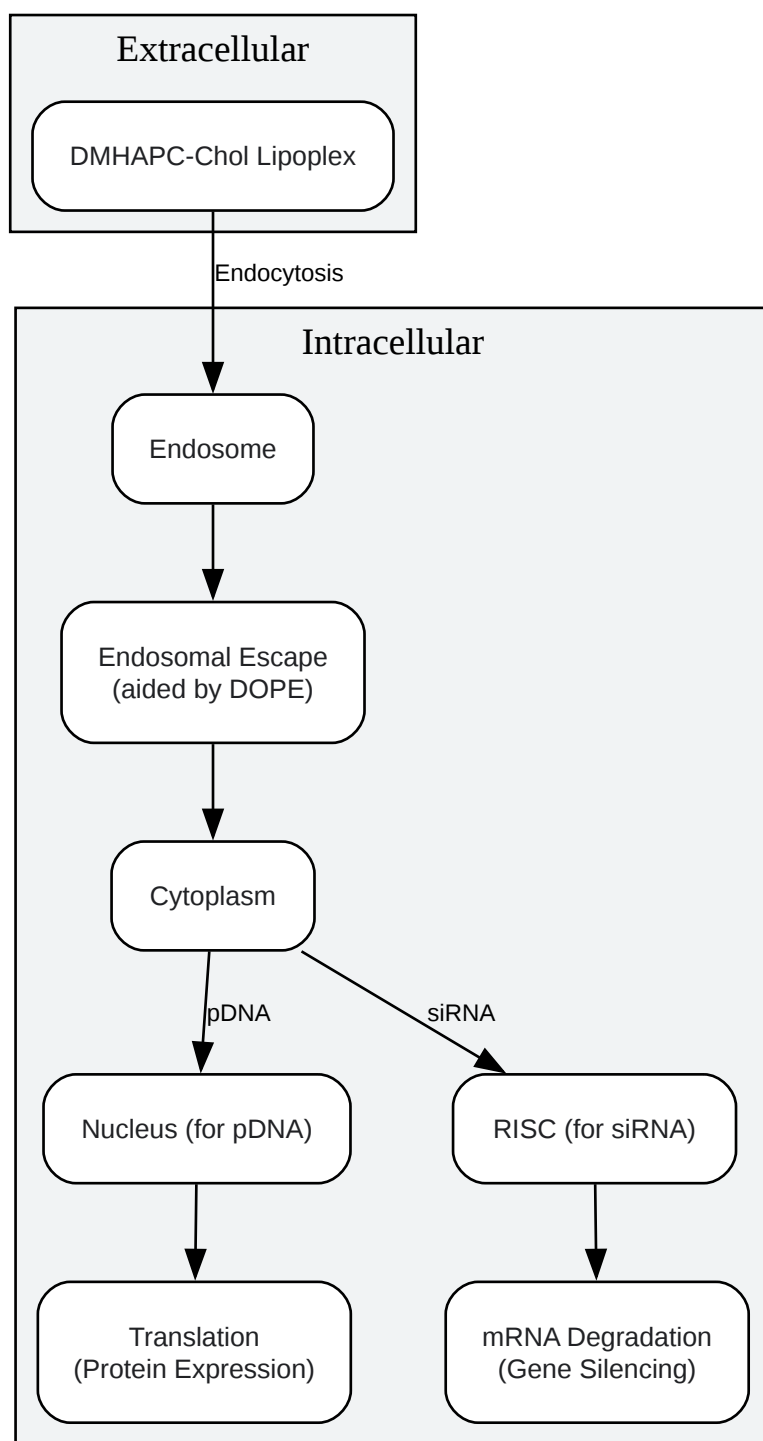 Extracellular
DMHAPC-Chol Lipoplex
Endocytosis
Intracellular
Endosome
Endosomal Escape
(aided by DOPE)
Cytoplasm
pDNA
siRNA
Nucleus (for pDNA)
RISC (for siRNA)
Translation
(Protein Expression)
mRNA Degradation
(Gene Silencing)